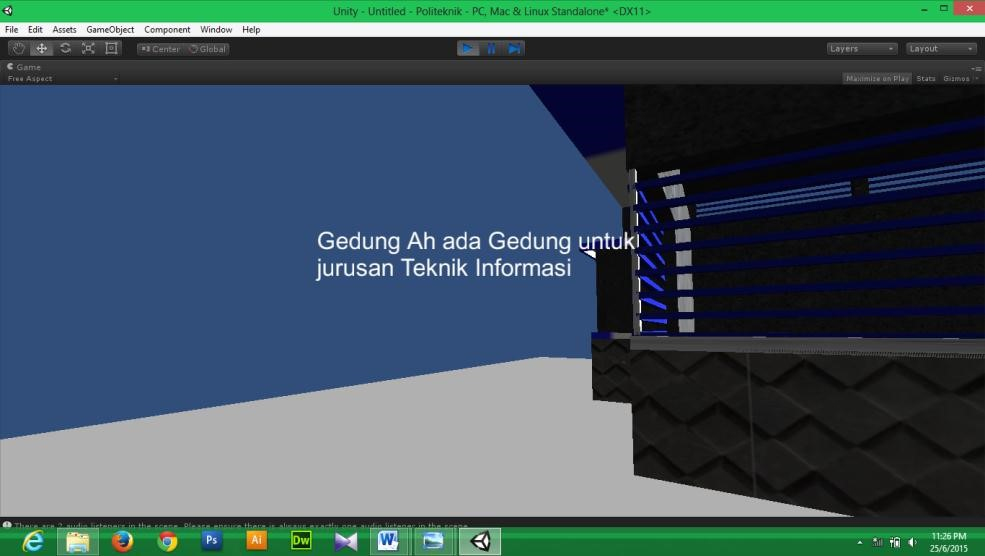 Unity - Untitled - Politeknik - PC, Mac & Linux Standalone* <DX11>
File Edit Assets GameObject Component Window Help
Center Global Layers Layout
Game
Free Aspect Maximize on Play Stats Gizmos
Gedung Ah ada Gedung untuk
jurusan Teknik Informasi
There are 2 audio listeners in the scene. Please ensure there is always exactly one audio listener in the scene
Ps Ai Dw W
11:26 PM
25/6/2015